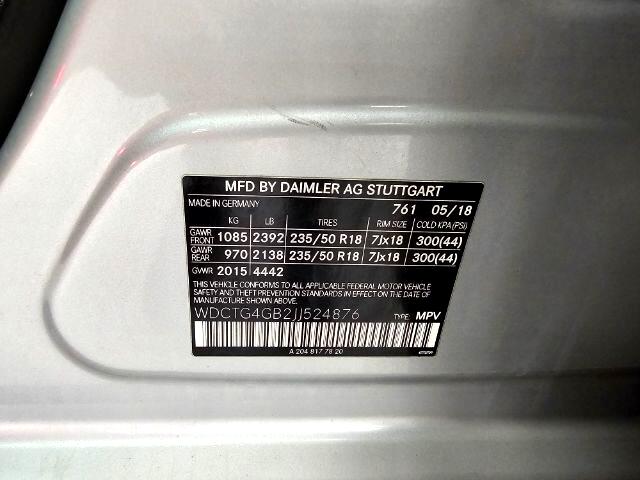 MFD BY DAIMLER AG STUTTGART
MADE IN GERMANY 761 05/18
KG LB TIRES RIM SIZE COLD KPA(PSI)
GAWR FRONT 1085 2392 235/50 R18 7Jx18 300(44)
GAWR REAR 970 2138 235/50 R18 7Jx18 300(44)
GVWR 2015 4442
THIS VEHICLE CONFORMS TO ALL APPLICABLE FEDERAL MOTOR VEHICLE
SAFETY AND THEFT PREVENTION STANDARDS IN EFFECT ON THE DATE OF
MANUFACTURE SHOWN ABOVE.
WDCTG4GB2JJ524876 TYPE: MPV
A 204 817 78 20